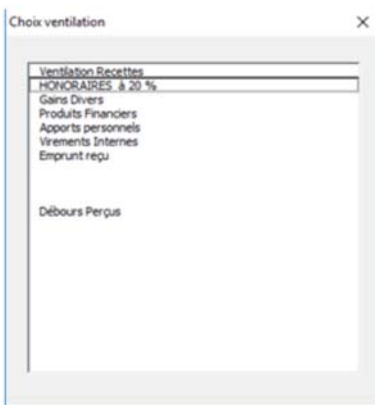 Choix ventilation
Ventilation Recettes
HONORAIRES à 20 %
Gains Divers
Produits Financiers
Apports personnels
Virements Internes
Emprunt reçu
Débours Perçus